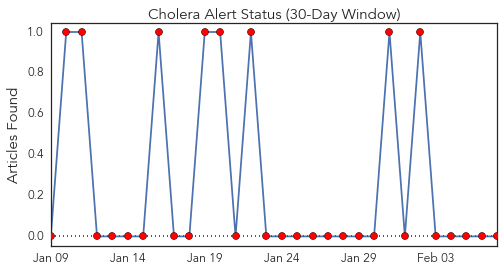 Cholera Alert Status (30-Day Window)
Articles Found
1.0
0.8
0.6
0.4
0.2
0.0
Jan 09 Jan 14 Jan 19 Jan 24 Jan 29 Feb 03